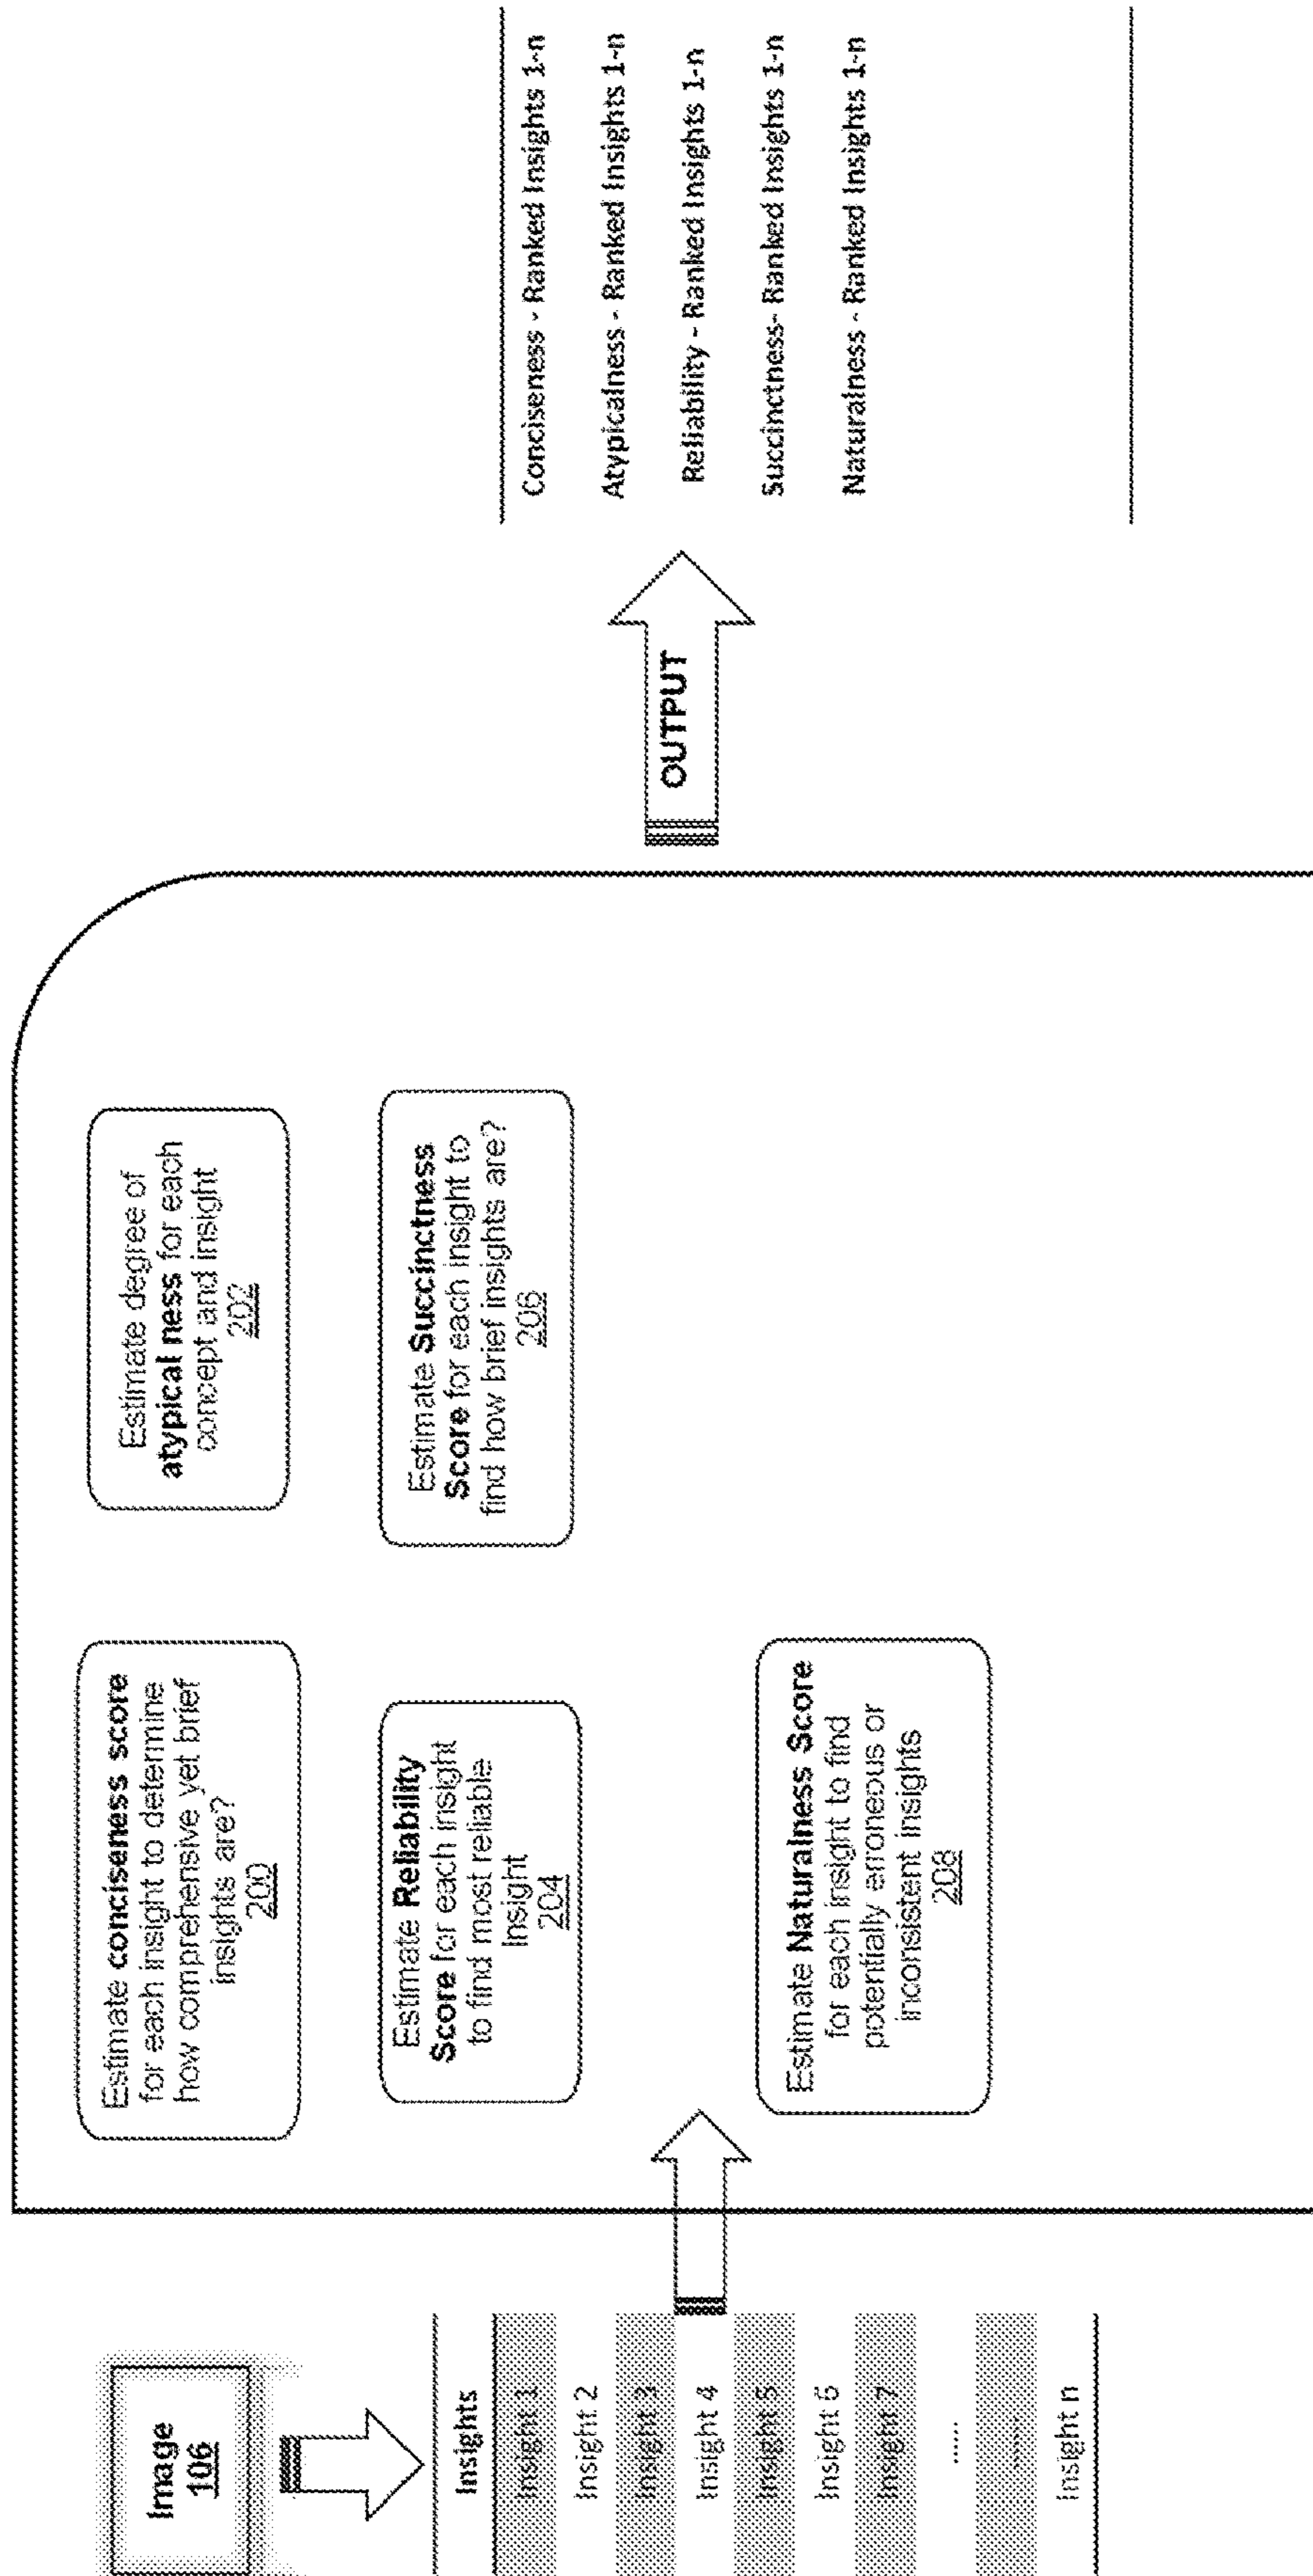 Image
106
Insights
Insight 1
Insight 2
Insight 3
Insight 4
Insight 5
Insight 6
Insight 7
......
......
Insight n
Estimate conciseness score
for each insight to determine
how comprehensive yet brief
insights are?
200
Estimate degree of
atypical ness for each
concept and insight
202
Estimate Reliability
Score for each insight
to find most reliable
Insight
204
Estimate Succinctness
Score for each insight to
find how brief insights are?
206
Estimate Naturalness Score
for each insight to find
potentially erroneous or
inconsistent insights
208
OUTPUT
Conciseness - Ranked Insights 1-n
Atypicalness - Ranked Insights 1-n
Reliability - Ranked Insights 1-n
Succinctness- Ranked Insights 1-n
Naturalness - Ranked Insights 1-n